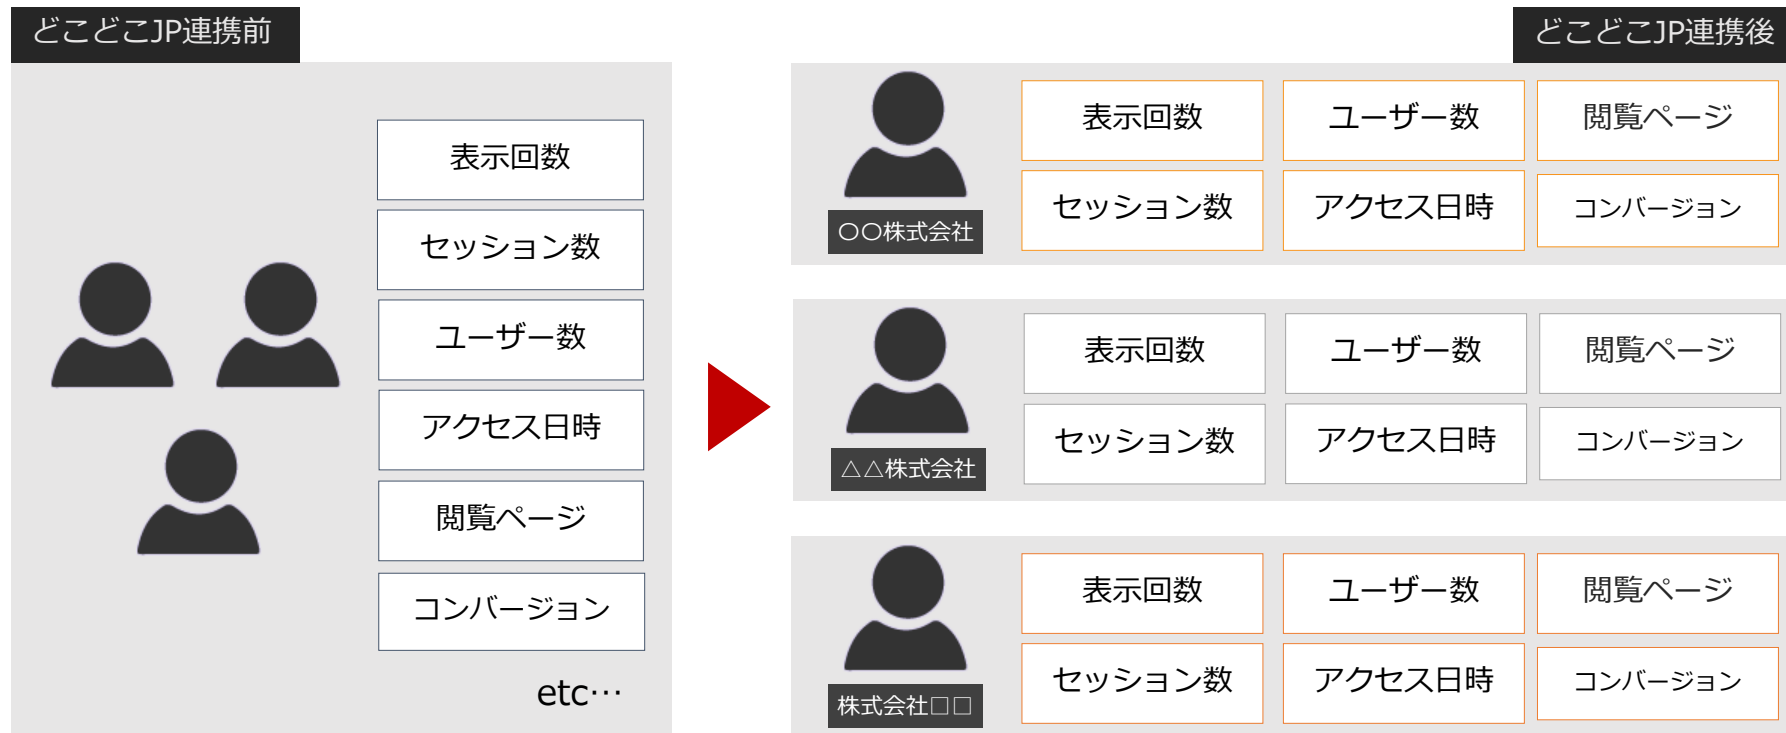 どこどこJP連携前
表示回数
セッション数
ユーザー数
アクセス日時
閲覧ページ
コンバージョン
etc…
どこどこJP連携後
〇〇株式会社
表示回数
ユーザー数
閲覧ページ
セッション数
アクセス日時
コンバージョン
△△株式会社
表示回数
ユーザー数
閲覧ページ
セッション数
アクセス日時
コンバージョン
株式会社□□
表示回数
ユーザー数
閲覧ページ
セッション数
アクセス日時
コンバージョン